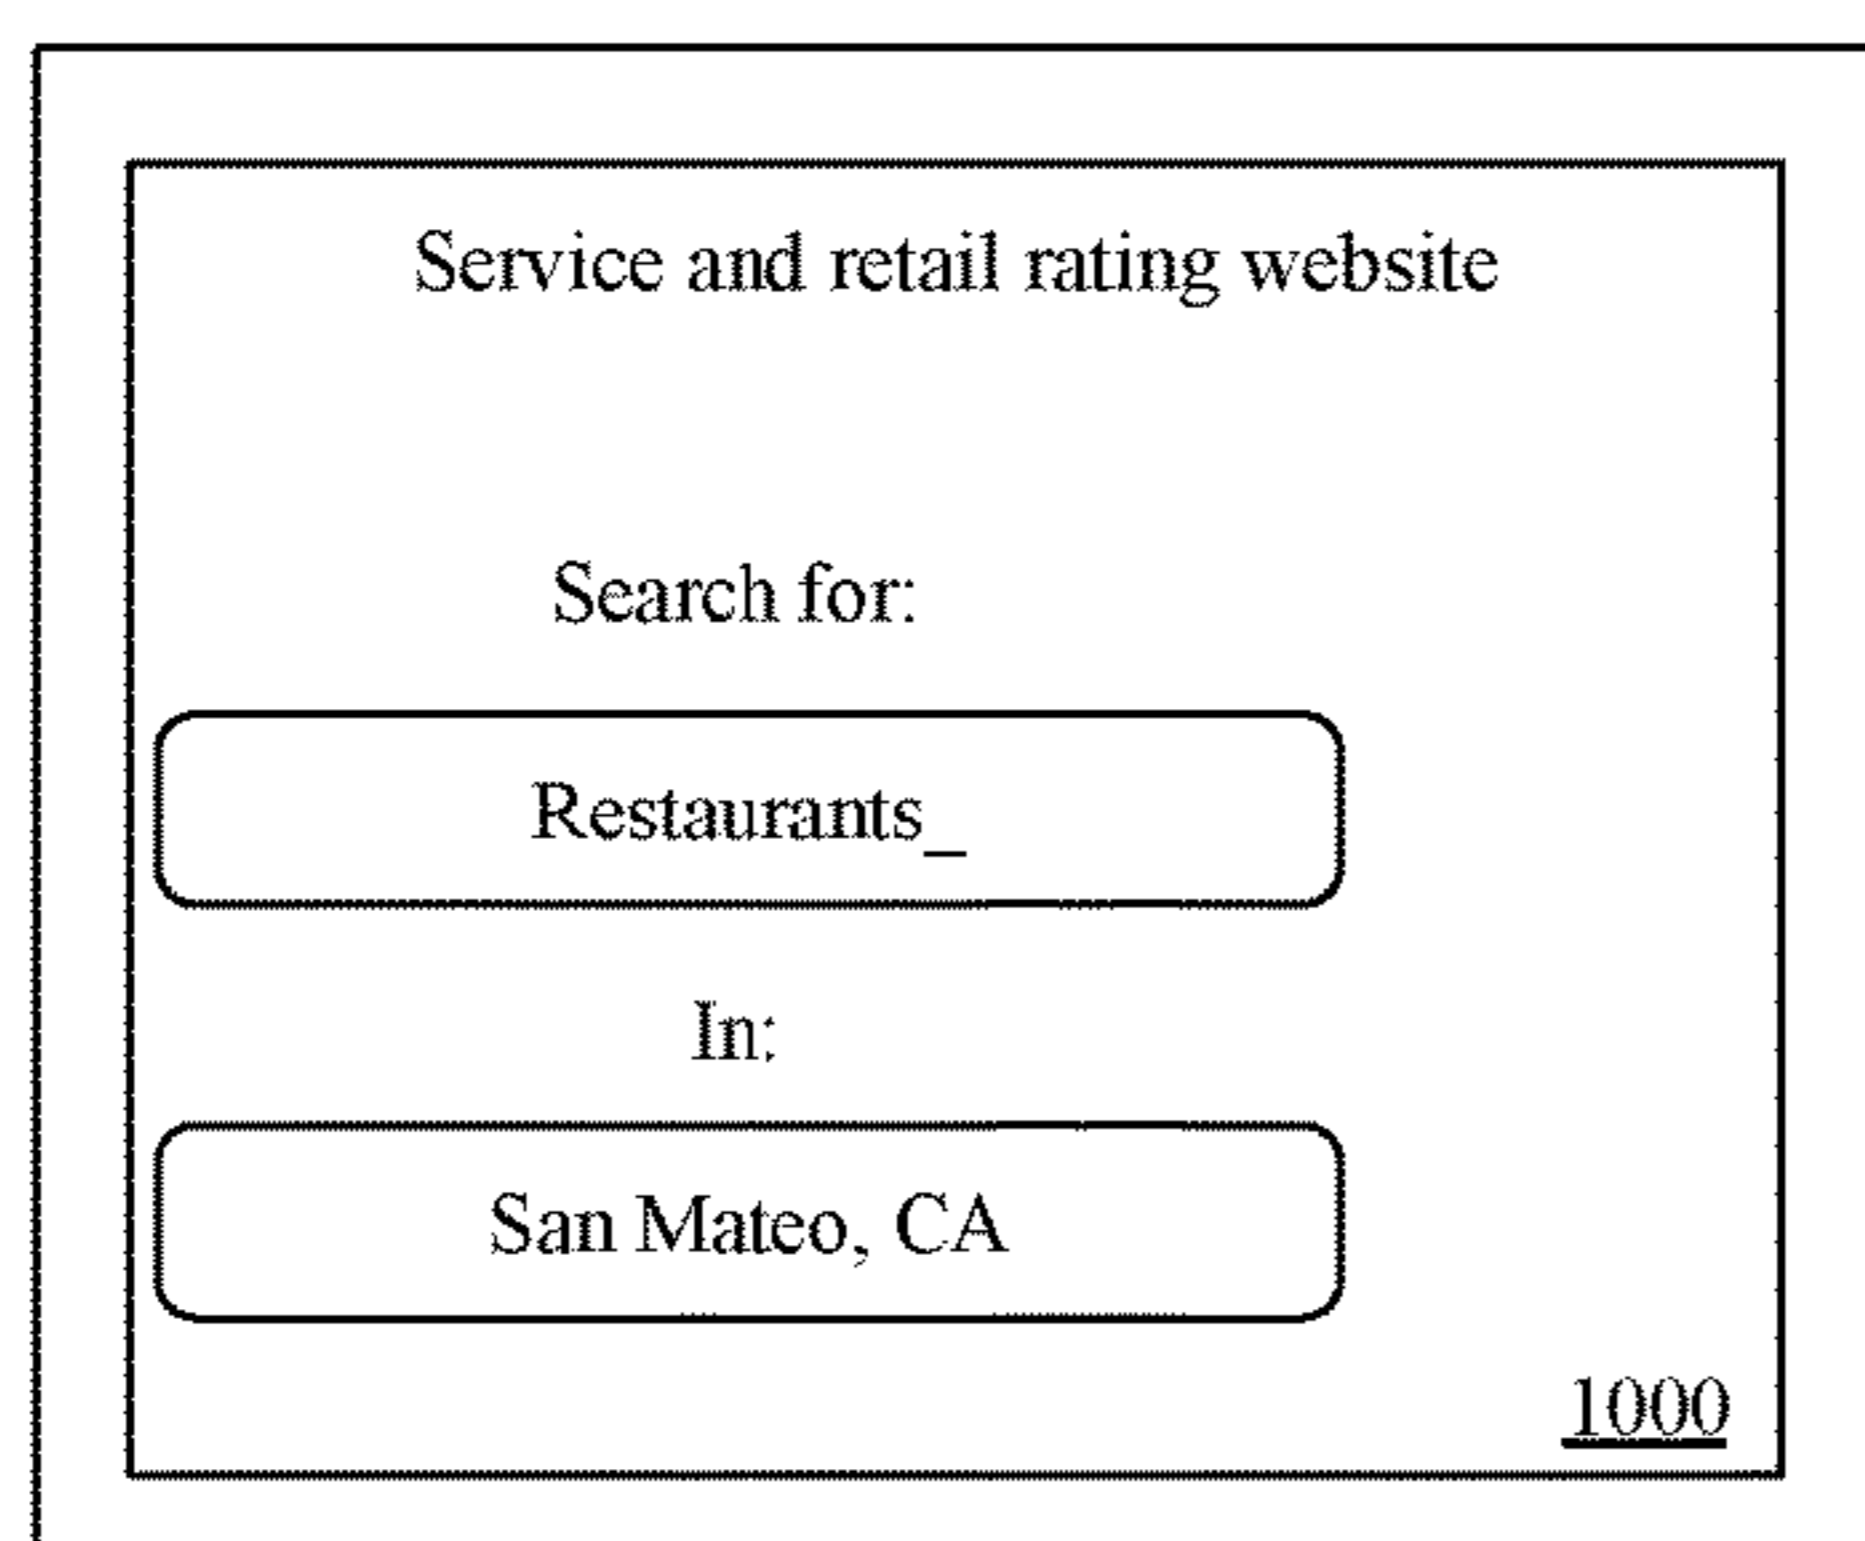 Service and retail rating website
Search for:
Restaurants_
In:
San Mateo, CA
1000